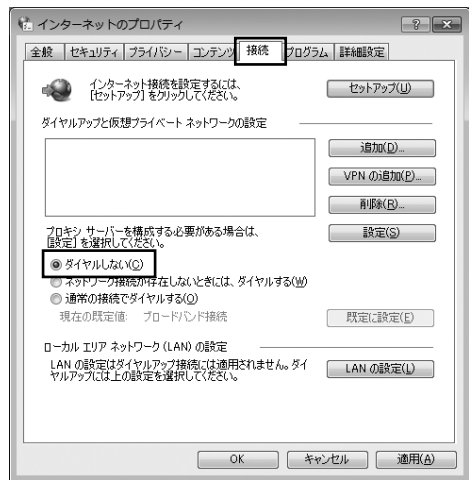 インターネットのプロパティ
全般 セキュリティ プライバシー コンテンツ 接続 プログラム 詳細設定
インターネット接続を設定するには、
[セットアップ] をクリックしてください。
セットアップ(U)
ダイヤルアップと仮想プライベート ネットワークの設定
追加(D)...
VPN の追加(P)...
削除(R)...
プロキシ サーバーを構成する必要がある場合は、
[設定] を選択してください。
設定(S)
ダイヤルしない(C)
ネットワーク接続が存在しないときには、ダイヤルする(W)
通常の接続でダイヤルする(O)
現在の既定値: ブロードバンド接続
既定に設定(E)
ローカル エリア ネットワーク (LAN) の設定
LAN の設定はダイヤルアップ接続には適用されません。ダイ
ヤルアップには上の設定を選択してください。
LAN の設定(L)
OK キャンセル 適用(A)